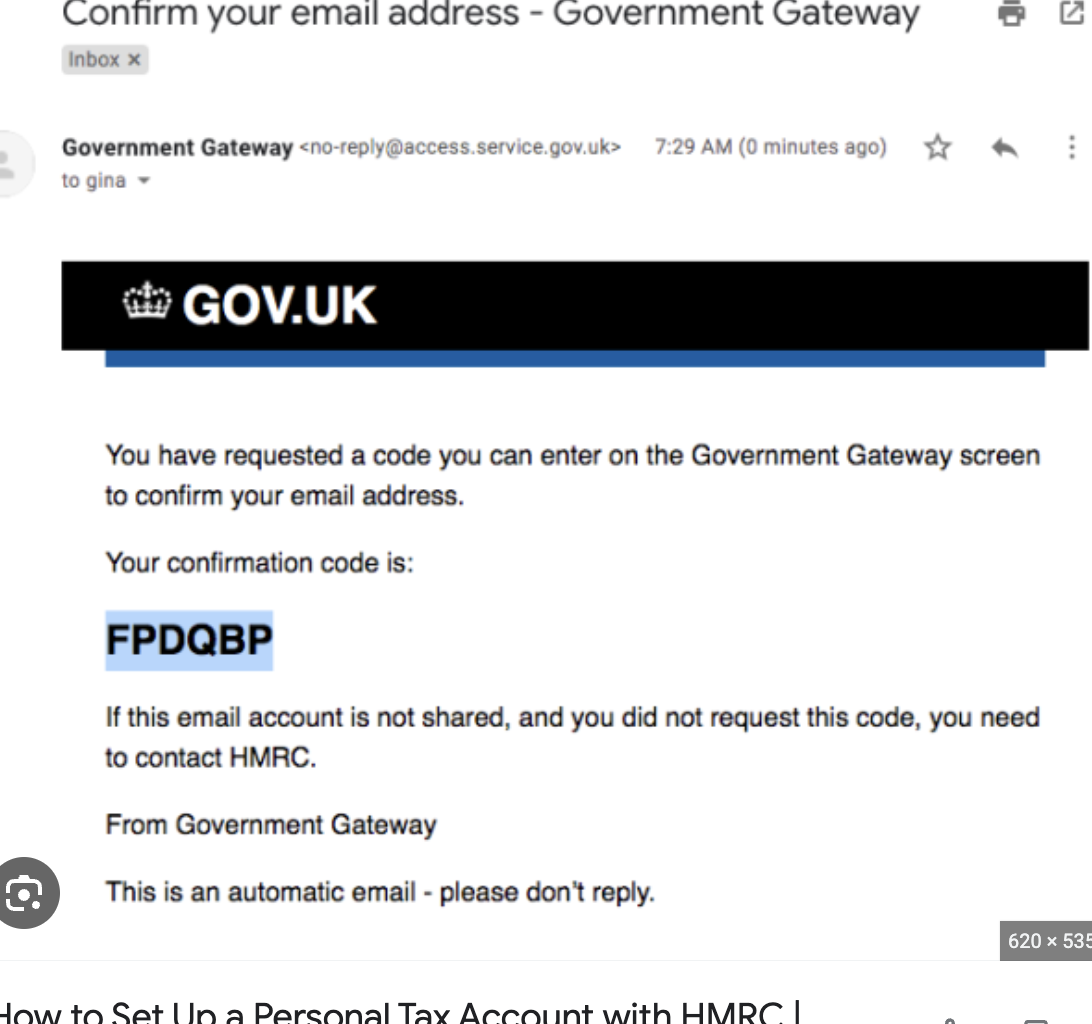 Confirm your email address - Government Gateway
Inbox ×
Government Gateway <no-reply@access.service.gov.uk> 7:29 AM (0 minutes ago)
to gina
GOV.UK
You have requested a code you can enter on the Government Gateway screen
to confirm your email address.
Your confirmation code is:
FPDQBP
If this email account is not shared, and you did not request this code, you need
to contact HMRC.
From Government Gateway
This is an automatic email - please don't reply.
620 × 535
How to Set Up a Personal Tax Account with HMRC |